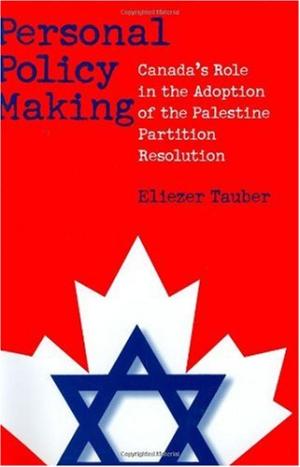 Personal
Policy
Making
Canada's Role
in the Adoption
of the Palestine
Partition
Resolution
Eliezer Tauber